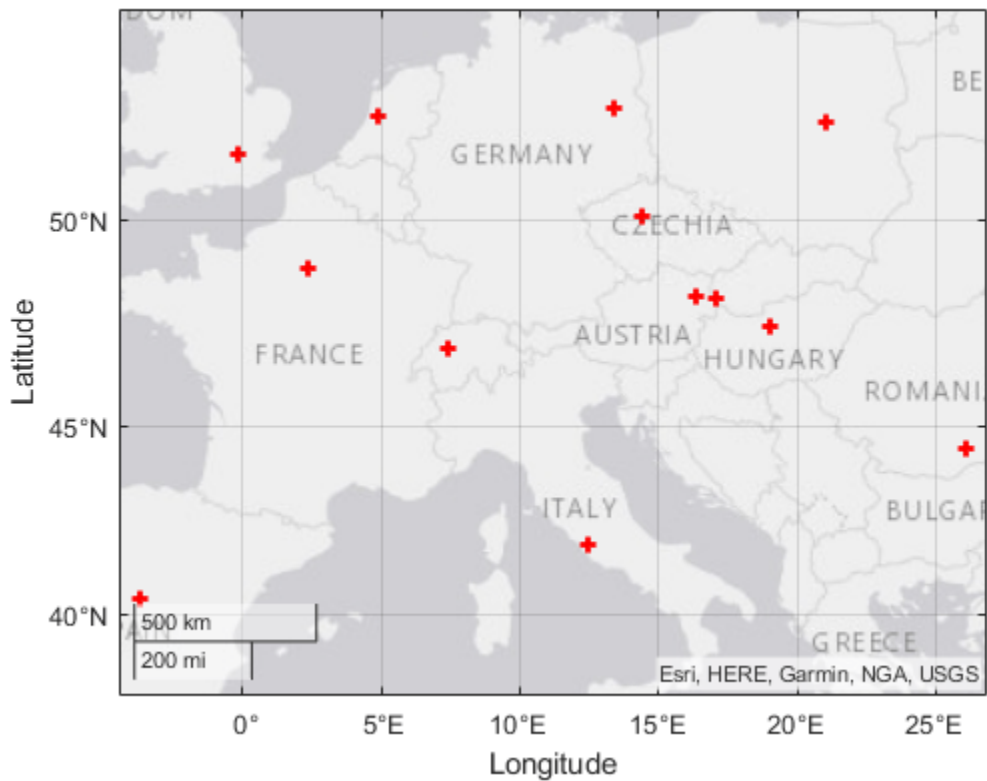 DOM
BE
GERMANY
50°N
CZECHIA
AUSTRIA
FRANCE
HUNGARY
ROMANIA
45°N
ITALY
BULGAR
40°N
500 km
AIN
200 mi
GREECE
Esri, HERE, Garmin, NGA, USGS
0°
5°E
10°E
15°E
20°E
25°E
Longitude
Latitude